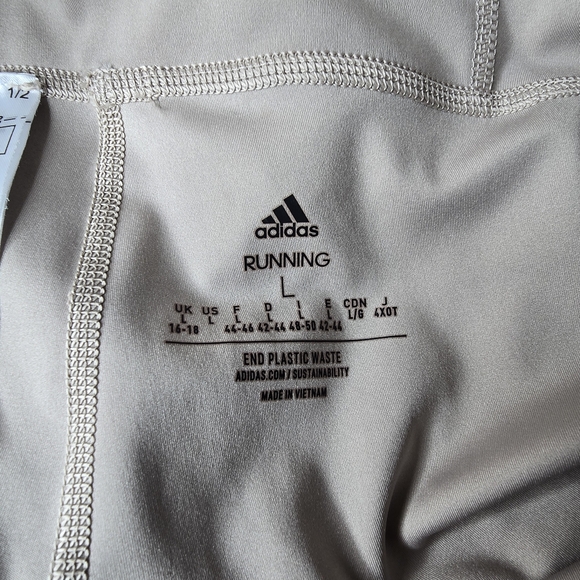 1/2
adidas
RUNNING
L
UK US F D I E CDN J
L L L L L L L/G 4XOT
16-18 44-46 42-44 48-50 42-44
END PLASTIC WASTE
ADIDAS.COM / SUSTAINABILITY
MADE IN VIETNAM